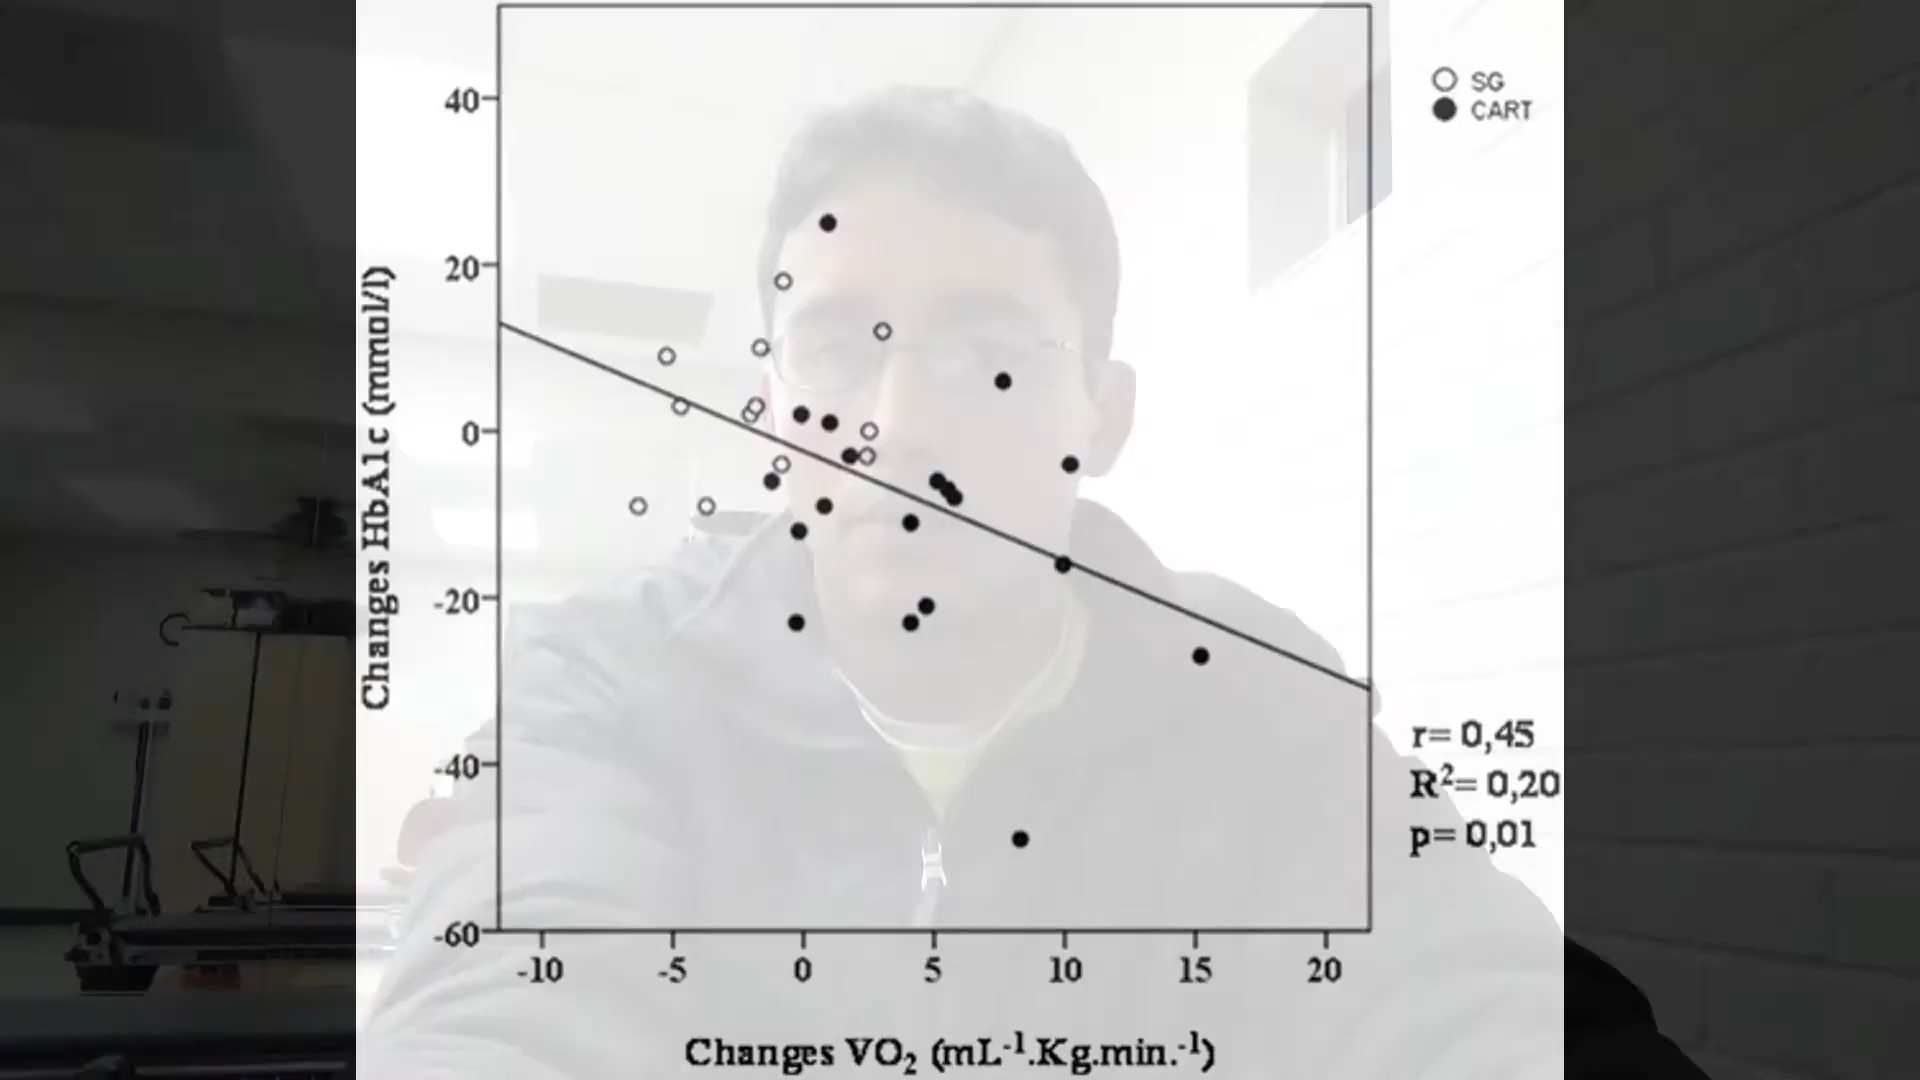 SG
CART
40
20
0
-20
-40
-60
Changes HbA1c (mmol/l)
r= 0,45
R²= 0,20
p= 0,01
-10 -5 0 5 10 15 20
Changes VO₂ (mL⁻¹.Kg.min.⁻¹)